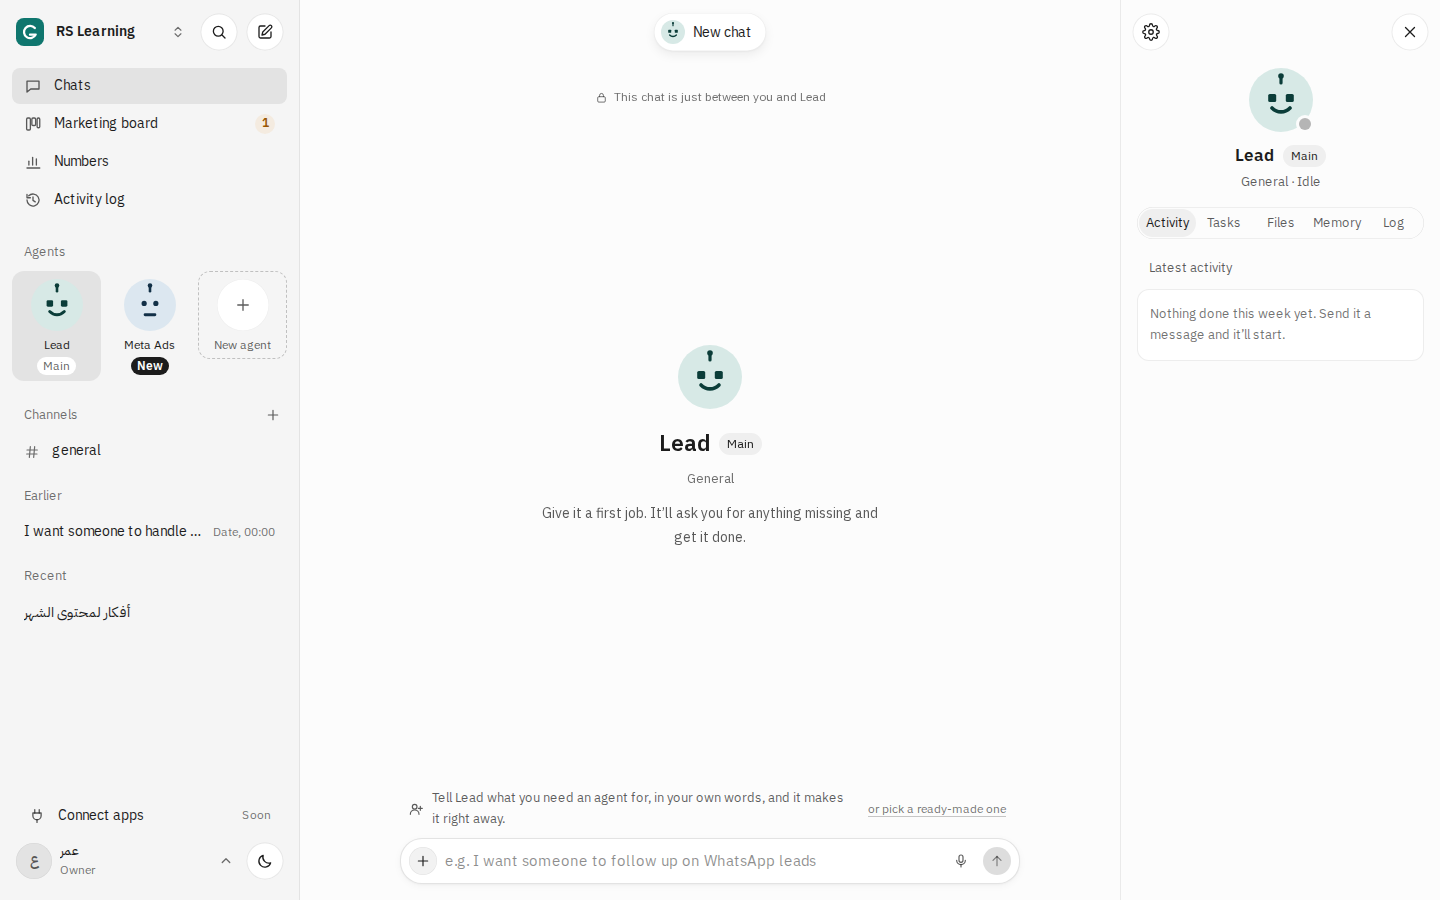 RS Learning
Chats
Marketing board 1
Numbers
Activity log
Agents
Lead
Main
Meta Ads
New
New agent
Channels
general
Earlier
I want someone to handle ... Date, 00:00
Recent
أفكار لمحتوى الشهر
Connect apps Soon
ع
عمر
Owner
New chat
This chat is just between you and Lead
Lead Main
General
Give it a first job. It'll ask you for anything missing and
get it done.
Tell Lead what you need an agent for, in your own words, and it makes
it right away.
or pick a ready-made one
e.g. I want someone to follow up on WhatsApp leads
Lead Main
General · Idle
Activity Tasks Files Memory Log
Latest activity
Nothing done this week yet. Send it a
message and it'll start.